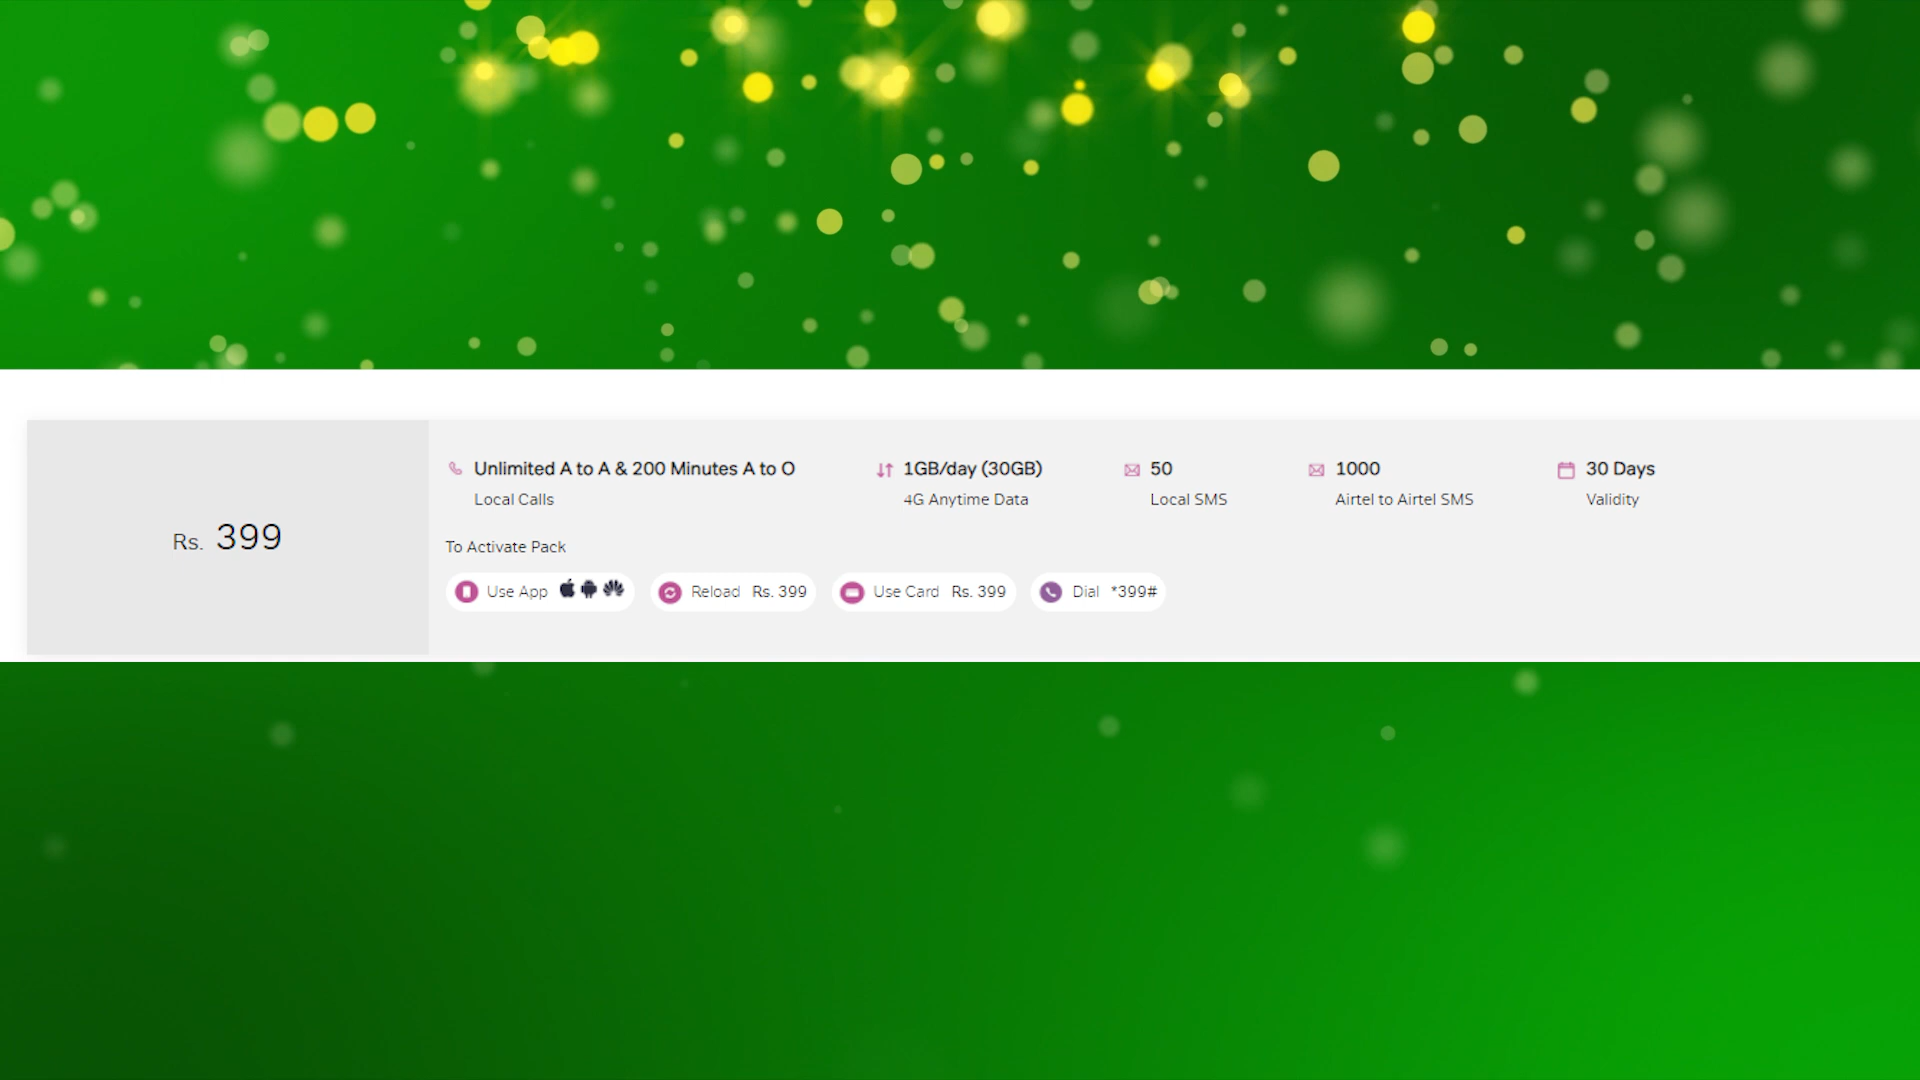 Rs. 399
Unlimited A to A & 200 Minutes A to O
Local Calls
1GB/day (30GB)
4G Anytime Data
50
Local SMS
1000
Airtel to Airtel SMS
30 Days
Validity
To Activate Pack
Use App
Reload Rs. 399
Use Card Rs. 399
Dial *399#